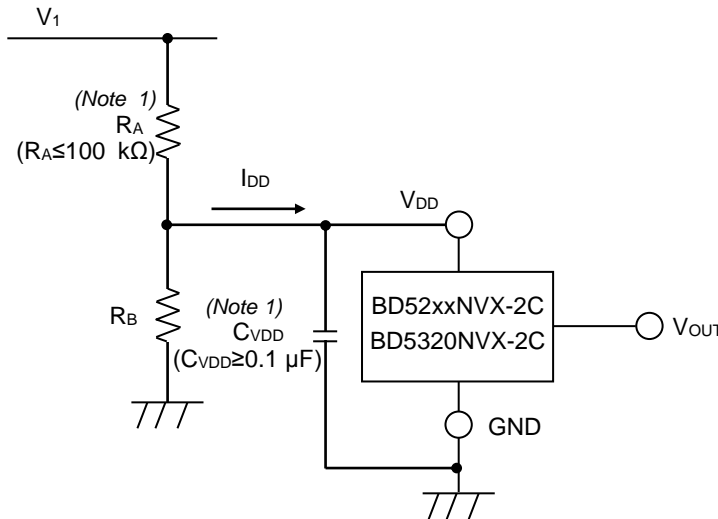 V1
(Note 1)
RA
(RA≤100 kΩ)
IDD
VDD
RB
(Note 1)
CVDD
(CVDD≥0.1 µF)
BD52xxNVX-2C
BD5320NVX-2C
VOUT
GND